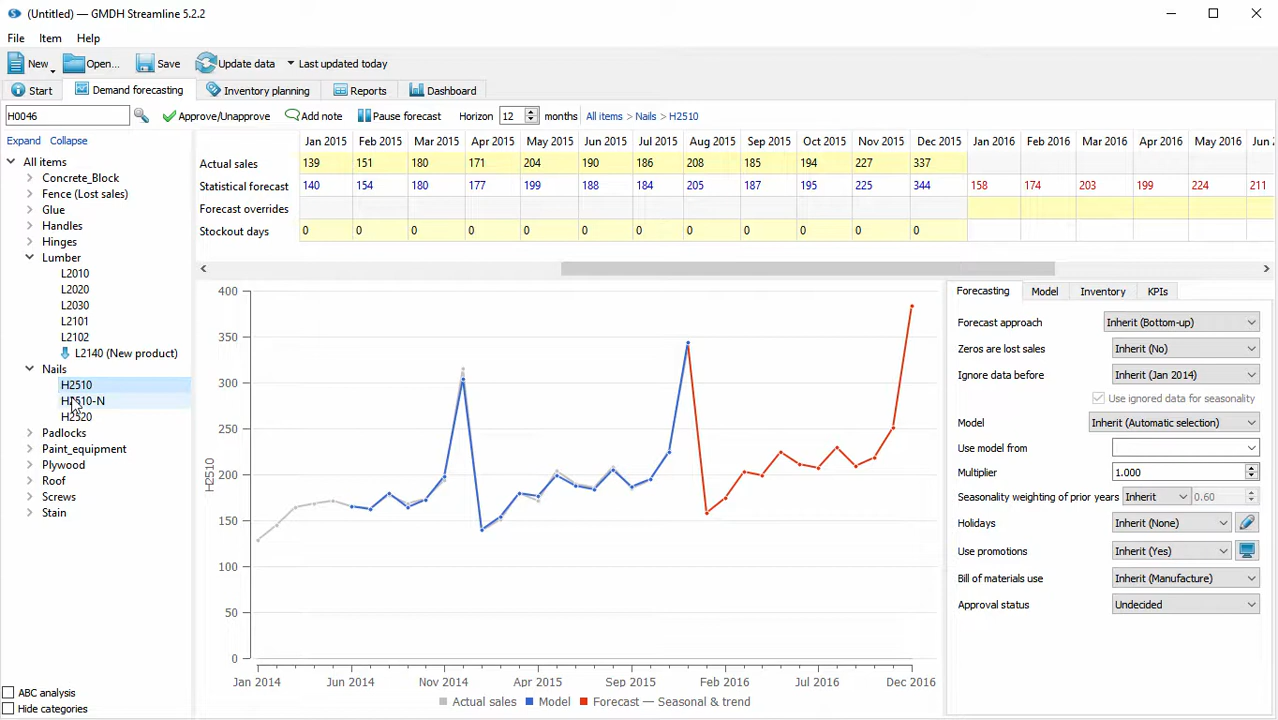 (Untitled) — GMDH Streamline 5.2.2
File Item Help
New Open... Save Update data Last updated today
Start Demand forecasting Inventory planning Reports Dashboard
H0046 Approve/Unapprove Add note Pause forecast Horizon 12 months All items > Nails > H2510
Expand Collapse
All items
Concrete_Block
Fence (Lost sales)
Glue
Handles
Hinges
Lumber
L2010
L2020
L2030
L2101
L2102
L2140 (New product)
Nails
H2510
H2510-N
H2520
Padlocks
Paint_equipment
Plywood
Roof
Screws
Stain
ABC analysis
Hide categories
Jan 2015 Feb 2015 Mar 2015 Apr 2015 May 2015 Jun 2015 Jul 2015 Aug 2015 Sep 2015 Oct 2015 Nov 2015 Dec 2015 Jan 2016 Feb 2016 Mar 2016 Apr 2016 May 2016 Jun 2
Actual sales 139 151 180 171 204 190 186 208 185 194 227 337
Statistical forecast 140 154 180 177 199 188 184 205 187 195 225 344 158 174 203 199 224 211
Forecast overrides
Stockout days 0 0 0 0 0 0 0 0 0 0 0 0
400
350
300
250
200
150
100
50
0
H2510
Jan 2014 Jun 2014 Nov 2014 Apr 2015 Sep 2015 Feb 2016 Jul 2016 Dec 2016
Actual sales Model Forecast — Seasonal & trend
Forecasting Model Inventory KPIs
Forecast approach Inherit (Bottom-up)
Zeros are lost sales Inherit (No)
Ignore data before Inherit (Jan 2014)
Use ignored data for seasonality
Model Inherit (Automatic selection)
Use model from
Multiplier 1.000
Seasonality weighting of prior years Inherit 0.60
Holidays Inherit (None)
Use promotions Inherit (Yes)
Bill of materials use Inherit (Manufacture)
Approval status Undecided